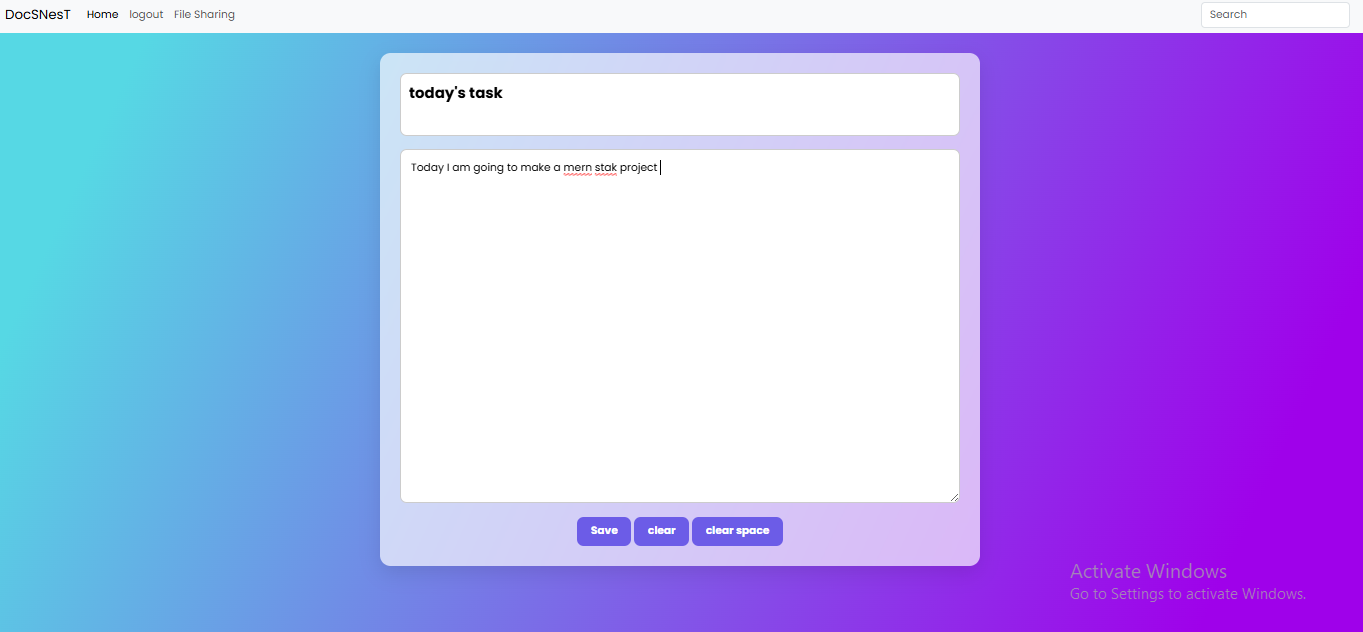 DocSNesT Home logout File Sharing Search
today's task
Today I am going to make a mern stak project
Save clear clear space
Activate Windows
Go to Settings to activate Windows.